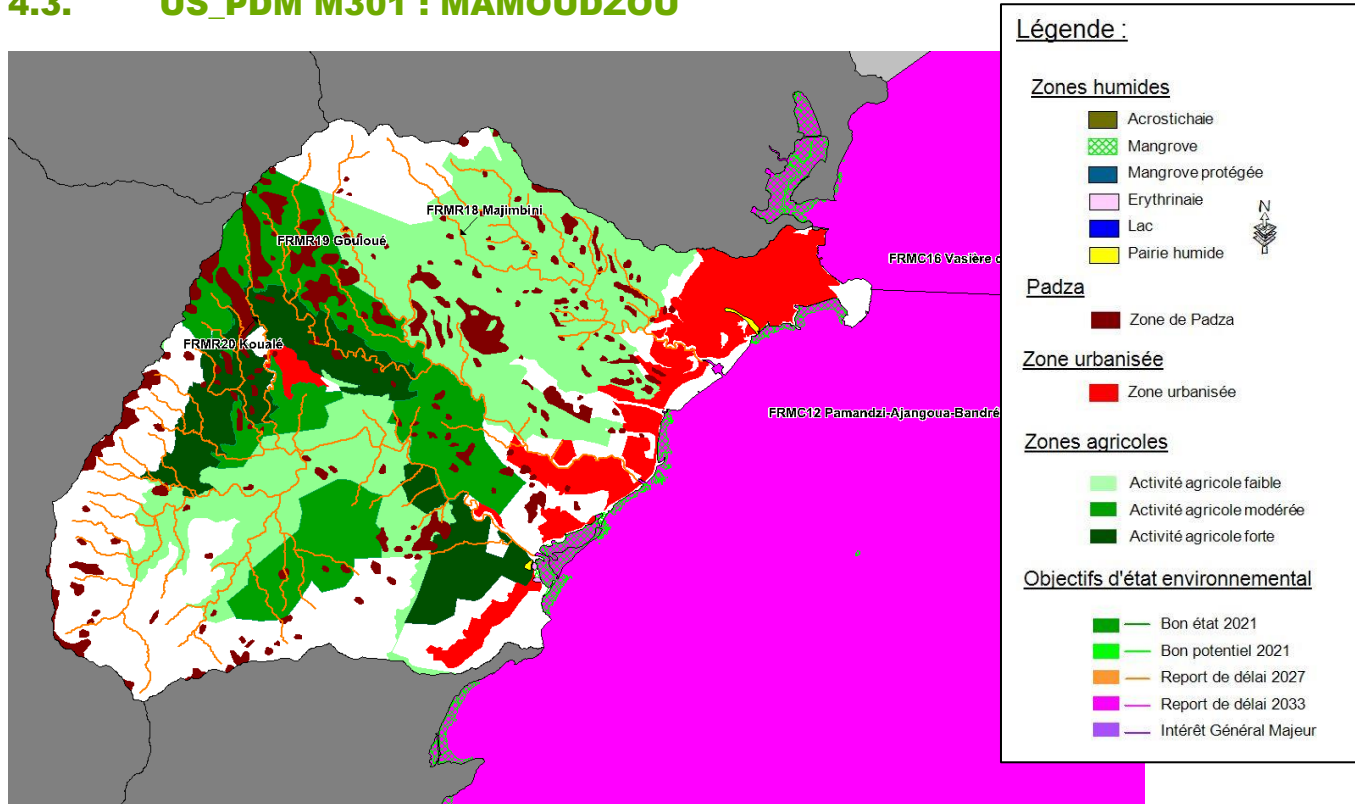 4.3. US_PDM M301 : MAMOUDZOU
Légende :
Zones humides
Acrostichaie
Mangrove
Mangrove protégée
Erythrinaie
Lac
Pairie humide
N
Padza
Zone de Padza
Zone urbanisée
Zone urbanisée
Zones agricoles
Activité agricole faible
Activité agricole modérée
Activité agricole forte
Objectifs d'état environnemental
Bon état 2021
Bon potentiel 2021
Report de délai 2027
Report de délai 2033
Intérêt Général Majeur
FRMR18 Majimbini
FRMR19 Gouloué
FRMC16 Vasière
FRMR20 Koualé
FRMC12 Pamandzi-Ajangoua-Bandré